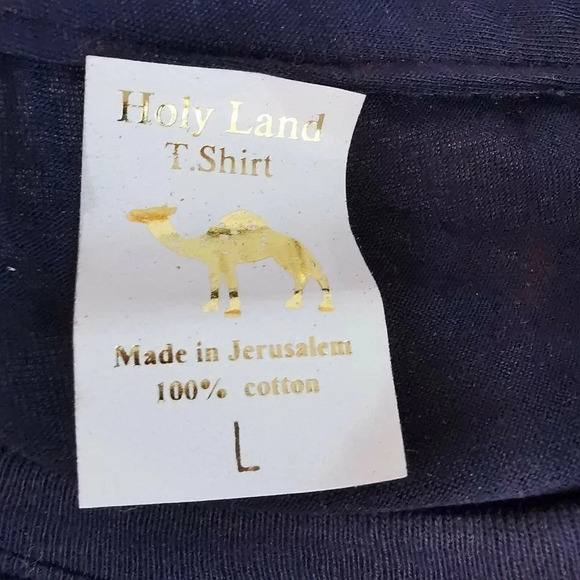 Holy Land
T.Shirt
Made in Jerusalem
100% cotton
L